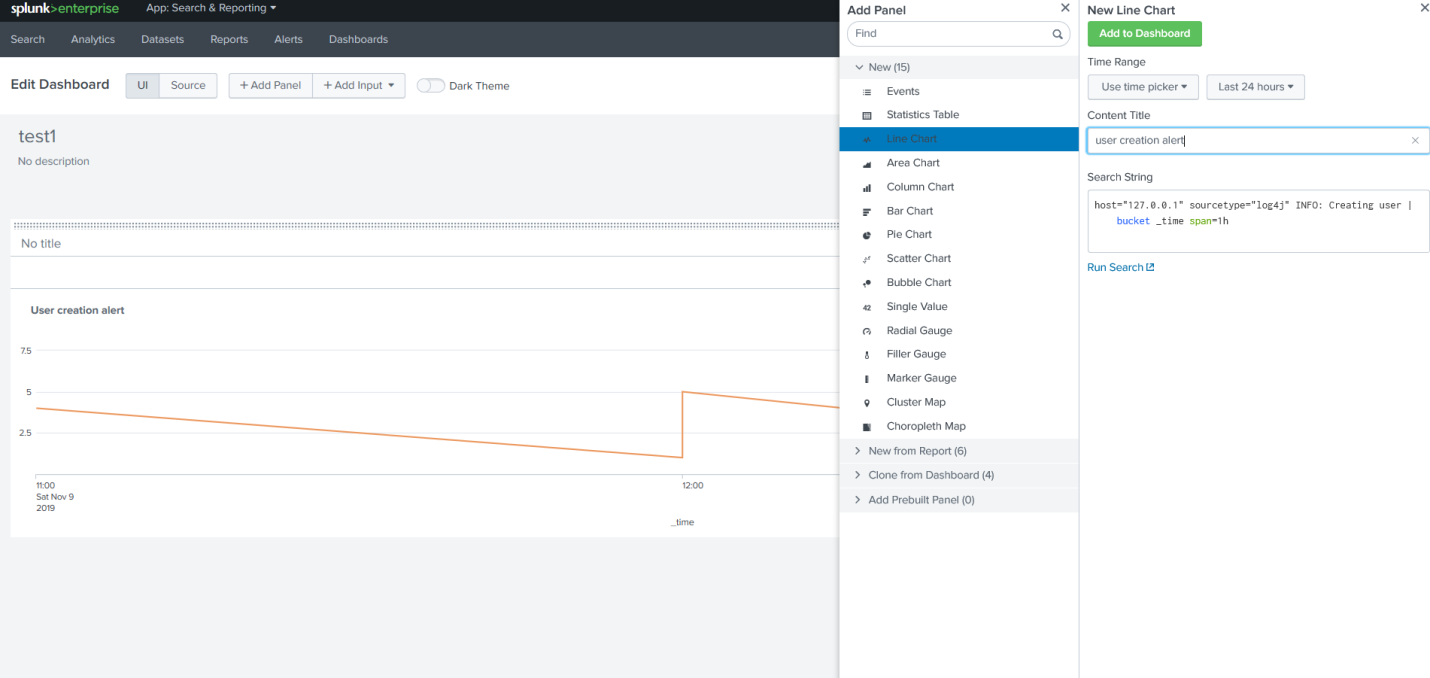 splunk>enterprise App: Search & Reporting
Search Analytics Datasets Reports Alerts Dashboards
Edit Dashboard UI Source + Add Panel + Add Input Dark Theme
test1
No description
No title
User creation alert
7.5
5
2.5
11:00
Sat Nov 9
2019
12:00
_time
Add Panel
Find
New (15)
Events
Statistics Table
Line Chart
Area Chart
Column Chart
Bar Chart
Pie Chart
Scatter Chart
Bubble Chart
42 Single Value
Radial Gauge
Filler Gauge
Marker Gauge
Cluster Map
Choropleth Map
New from Report (6)
Clone from Dashboard (4)
Add Prebuilt Panel (0)
New Line Chart
Add to Dashboard
Time Range
Use time picker Last 24 hours
Content Title
user creation alert
Search String
host="127.0.0.1" sourcetype="log4j" INFO: Creating user |
bucket _time span=1h
Run Search